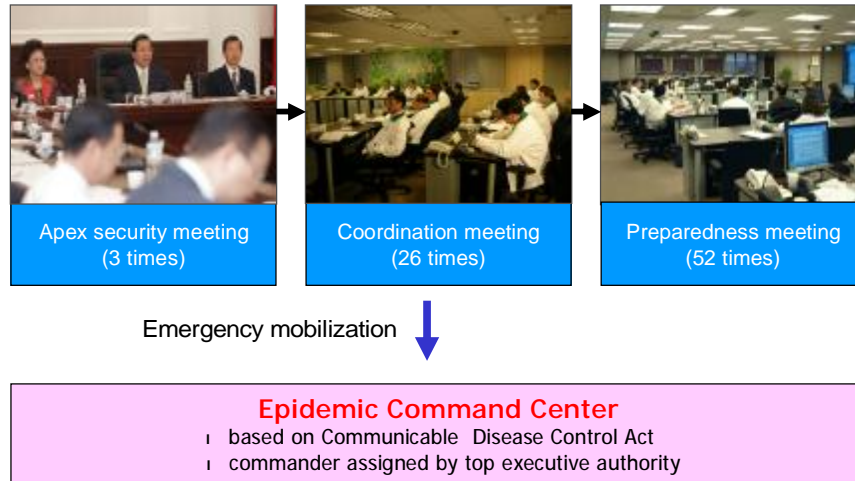 Apex security meeting
(3 times)
Coordination meeting
(26 times)
Preparedness meeting
(52 times)
Emergency mobilization
Epidemic Command Center
ı based on Communicable Disease Control Act
ı commander assigned by top executive authority